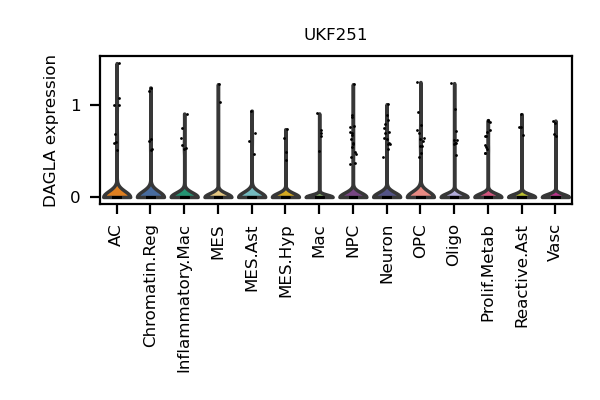 UKF251
DAGLA expression
1
0
AC
Chromatin.Reg
Inflammatory.Mac
MES
MES.Ast
MES.Hyp
Mac
NPC
Neuron
OPC
Oligo
Prolif.Metab
Reactive.Ast
Vasc